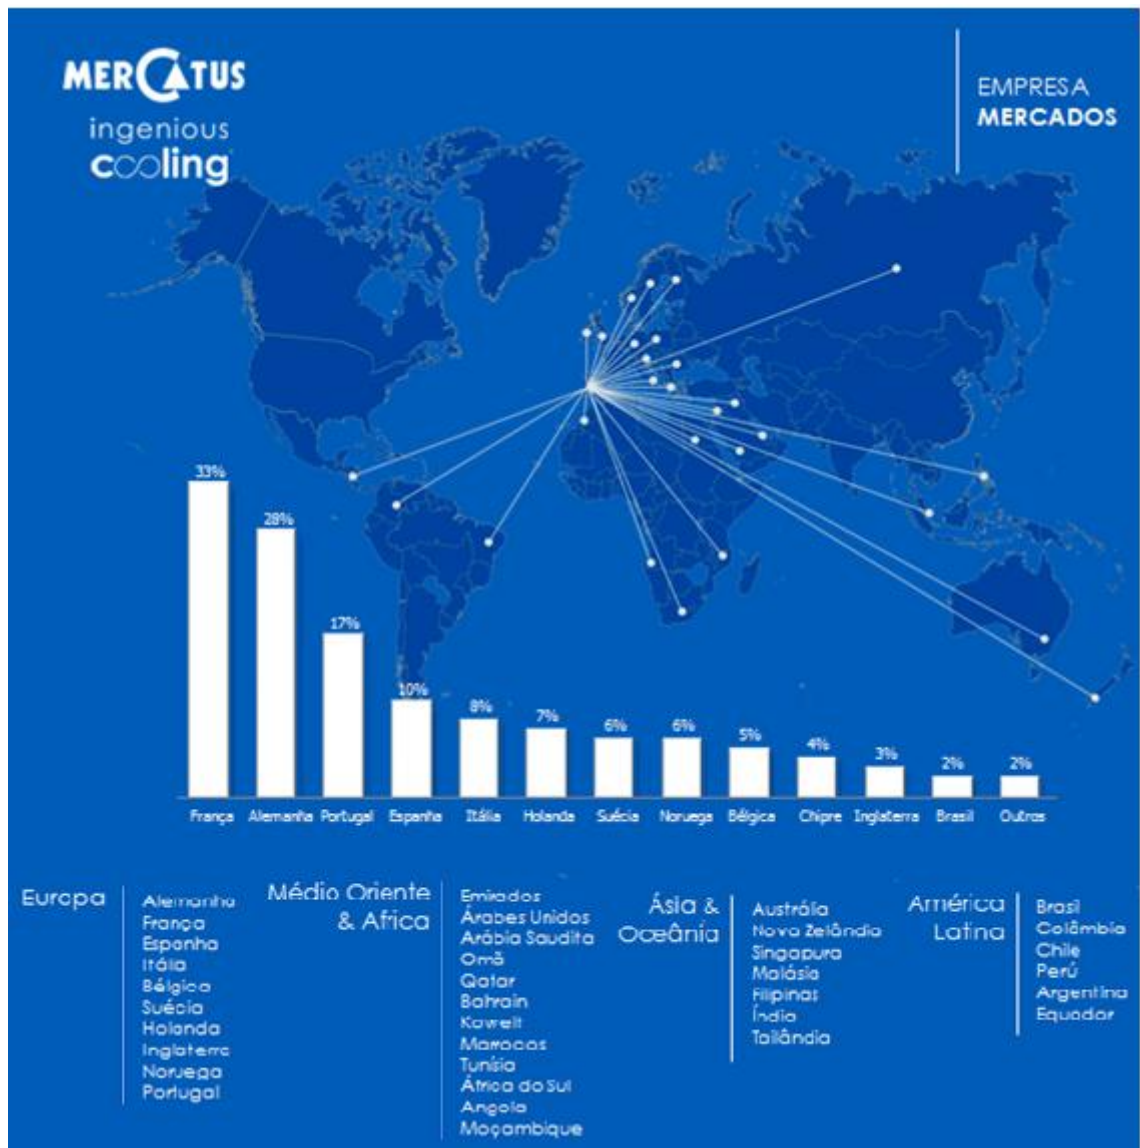 MERCATUS
ingenious
cooling
EMPRESA
MERCADOS
33%
28%
17%
10%
8%
7%
6%
6%
5%
4%
3%
2%
2%
França
Alemanha
Portugal
Espanha
Itália
Holanda
Suécia
Noruega
Bélgica
Chipre
Inglaterra
Brasil
Outros
Europa
Alemanha
França
Espanha
Itália
Bélgica
Suécia
Holanda
Inglaterra
Noruega
Portugal
Médio Oriente
& Africa
Emirados
Árabes Unidos
Arábia Saudita
Omã
Qatar
Bahrain
Koweit
Marrocos
Tunísia
África do Sul
Angola
Moçambique
Ásia &
Oceânia
Austrália
Nova Zelândia
Singapura
Malásia
Filipinas
Índia
Tailândia
América
Latina
Brasil
Colâmbia
Chile
Perú
Argentina
Equador